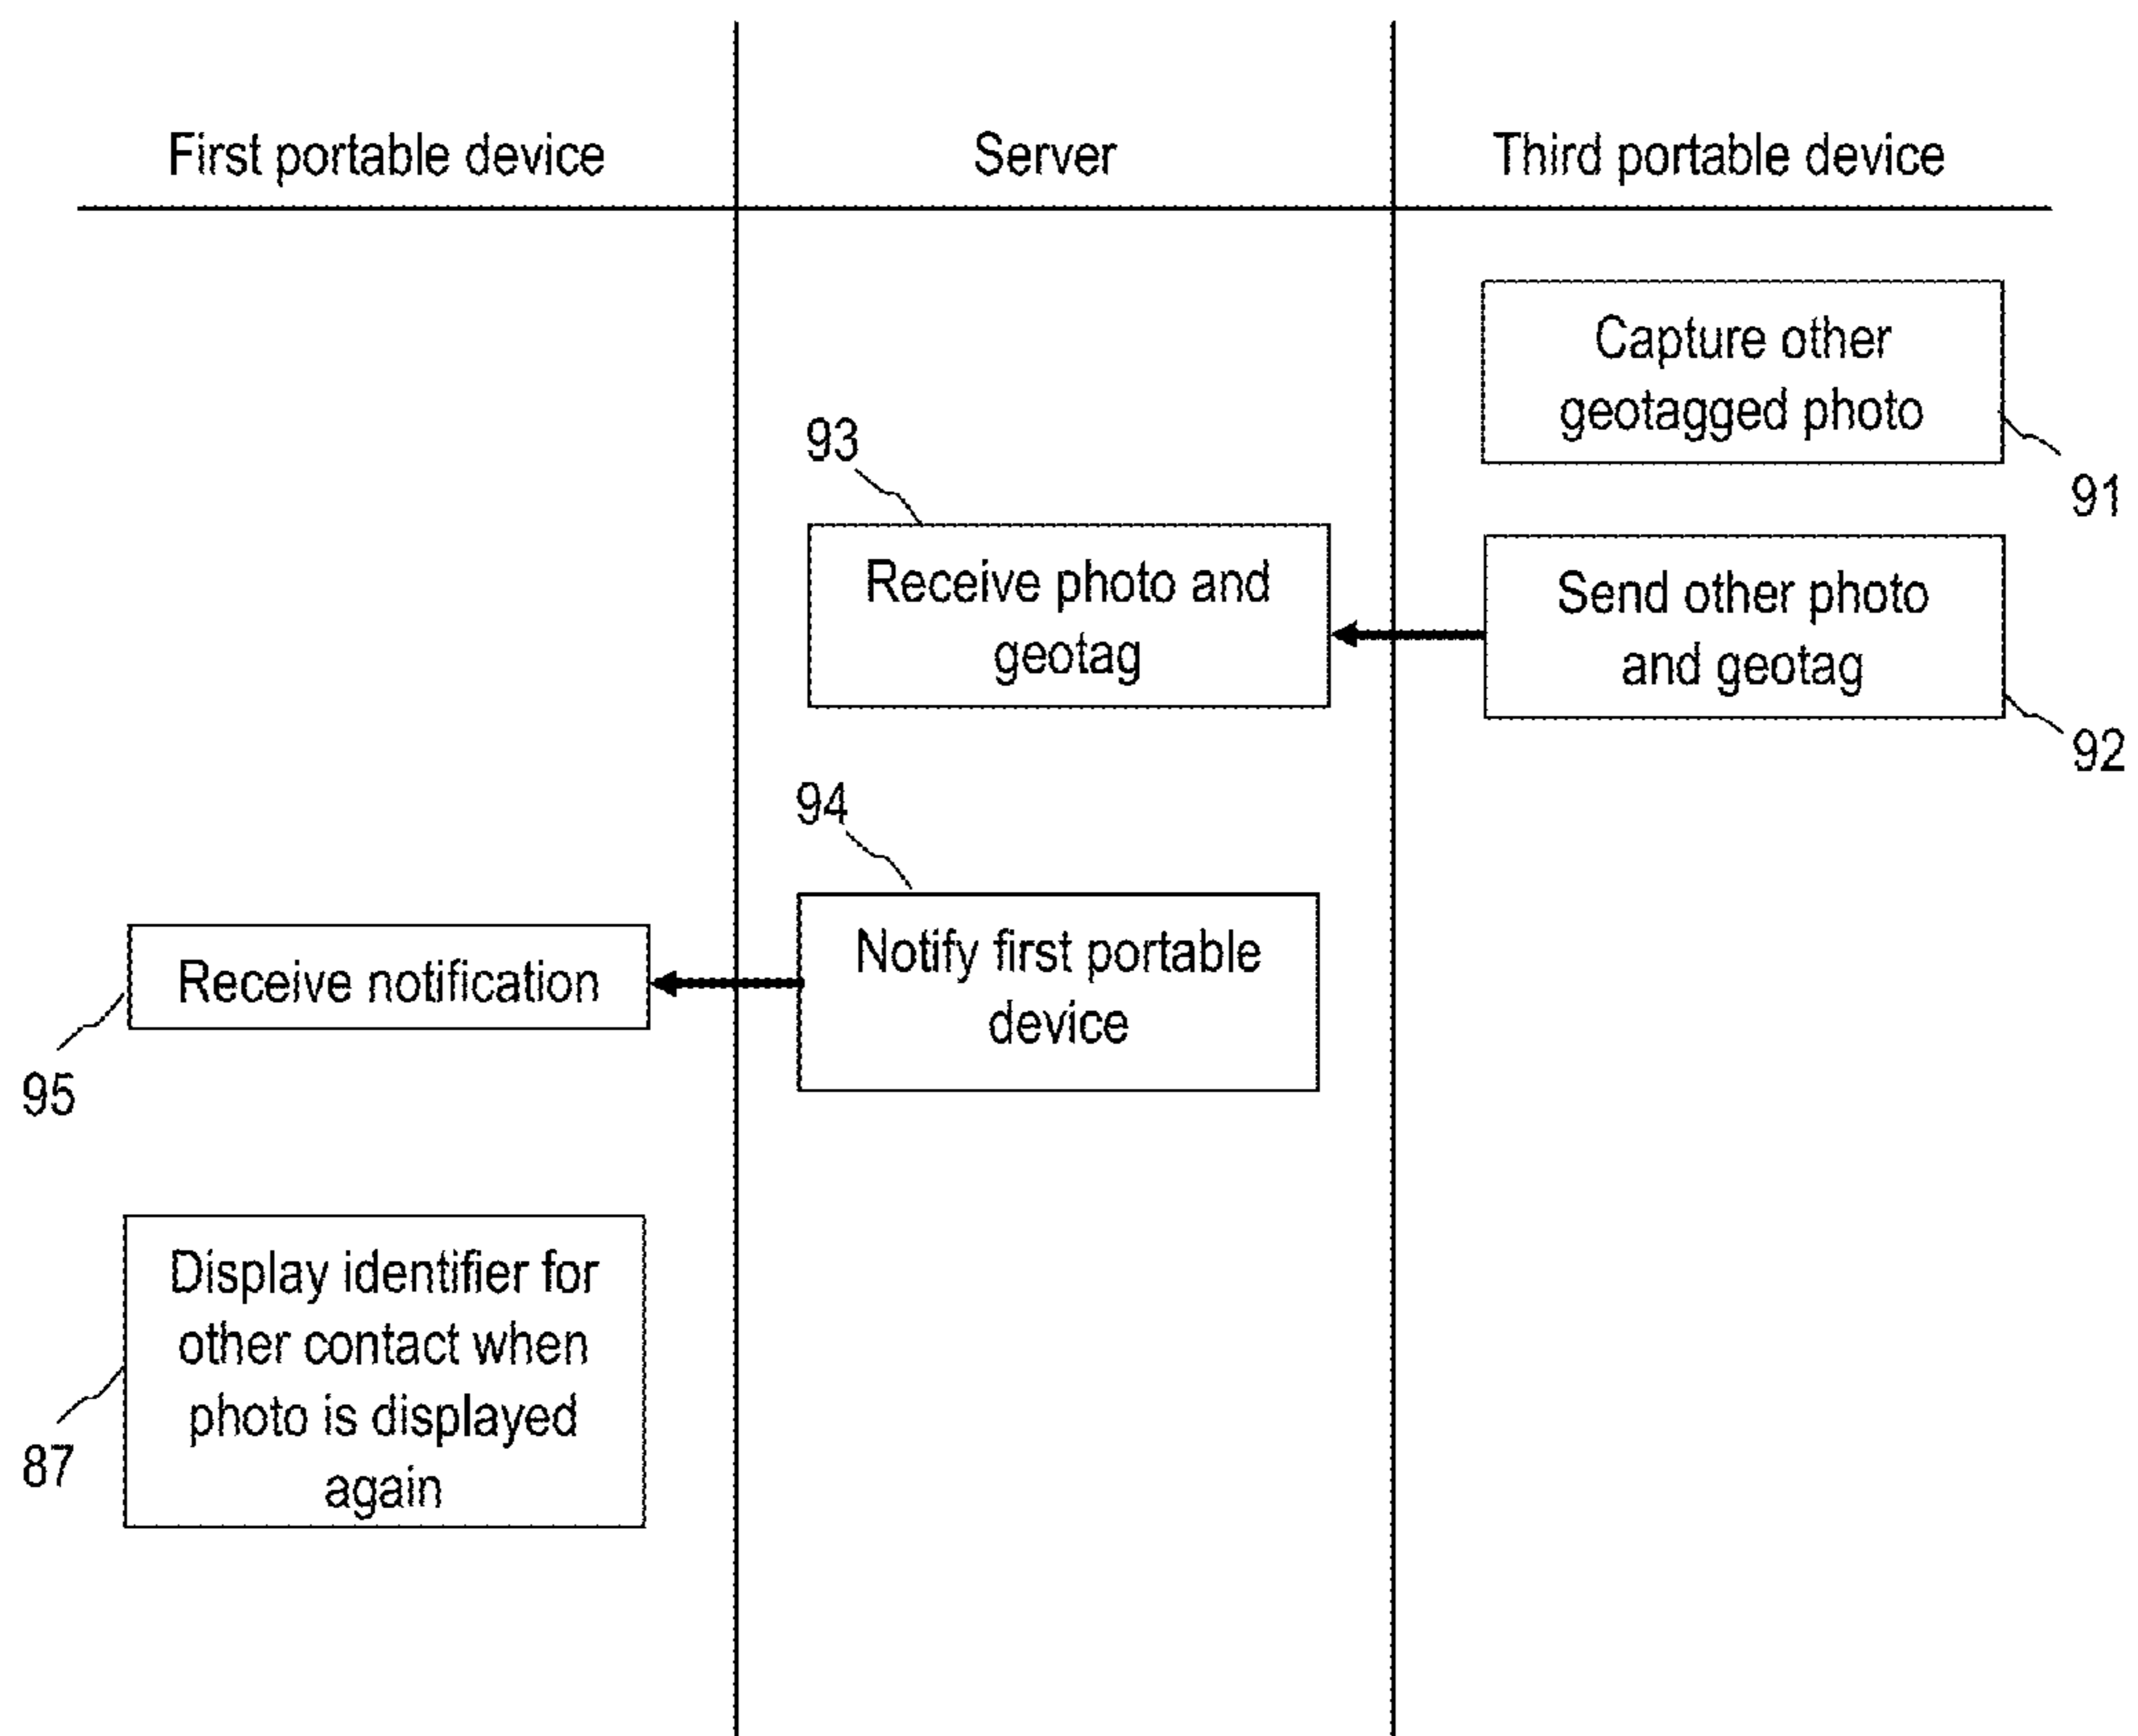 First portable device
Server
Third portable device
Capture other
geotagged photo
91
93
Receive photo and
geotag
Send other photo
and geotag
92
94
Notify first portable
device
Receive notification
95
Display identifier for
other contact when
photo is displayed
again
87